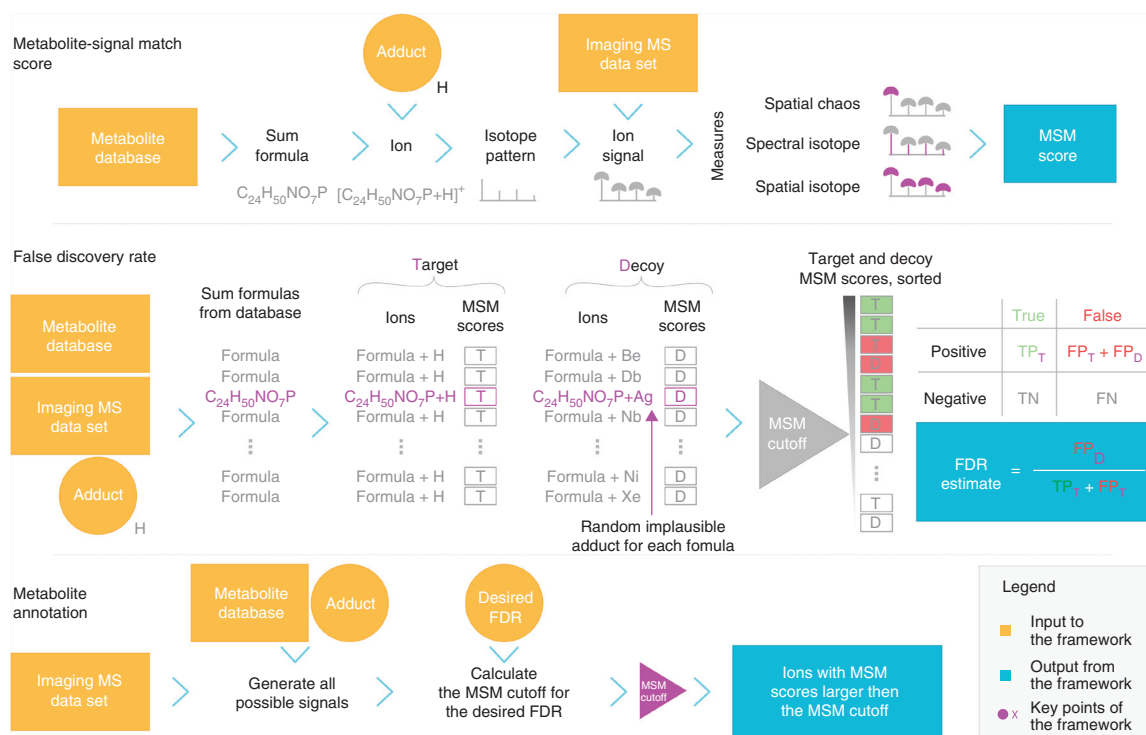 Metabolite-signal match
score
Adduct
H
Imaging MS
data set
Metabolite
database
Sum
formula
Ion
Isotope
pattern
Ion
signal
Measures
Spatial chaos
Spectral isotope
Spatial isotope
MSM
score
C24H50NO7P
[C24H50NO7P+H]+
False discovery rate
Metabolite
database
Imaging MS
data set
Adduct
H
Sum formulas
from database
Formula
Formula
C24H50NO7P
Formula
Formula
Formula
Target
Ions
MSM
scores
Formula + H T
Formula + H T
C24H50NO7P+H T
Formula + H T
Formula + H T
Formula + H T
Decoy
Ions
MSM
scores
Formula + Be D
Formula + Db D
C24H50NO7P+Ag D
Formula + Nb D
Formula + Ni D
Formula + Xe D
Random implausible
adduct for each fomula
MSM
cutoff
Target and decoy
MSM scores, sorted
T
T
T
D
T
T
D
D
T
D
True False
Positive TPT FPT + FPD
Negative TN FN
FDR
estimate
=
FPD
TPT + FPT
Metabolite
annotation
Imaging MS
data set
Metabolite
database
Adduct
Generate all
possible signals
Desired
FDR
Calculate
the MSM cutoff for
the desired FDR
MSM
cutoff
Ions with MSM
scores larger then
the MSM cutoff
Legend
Input to
the framework
Output from
the framework
x Key points of
the framework